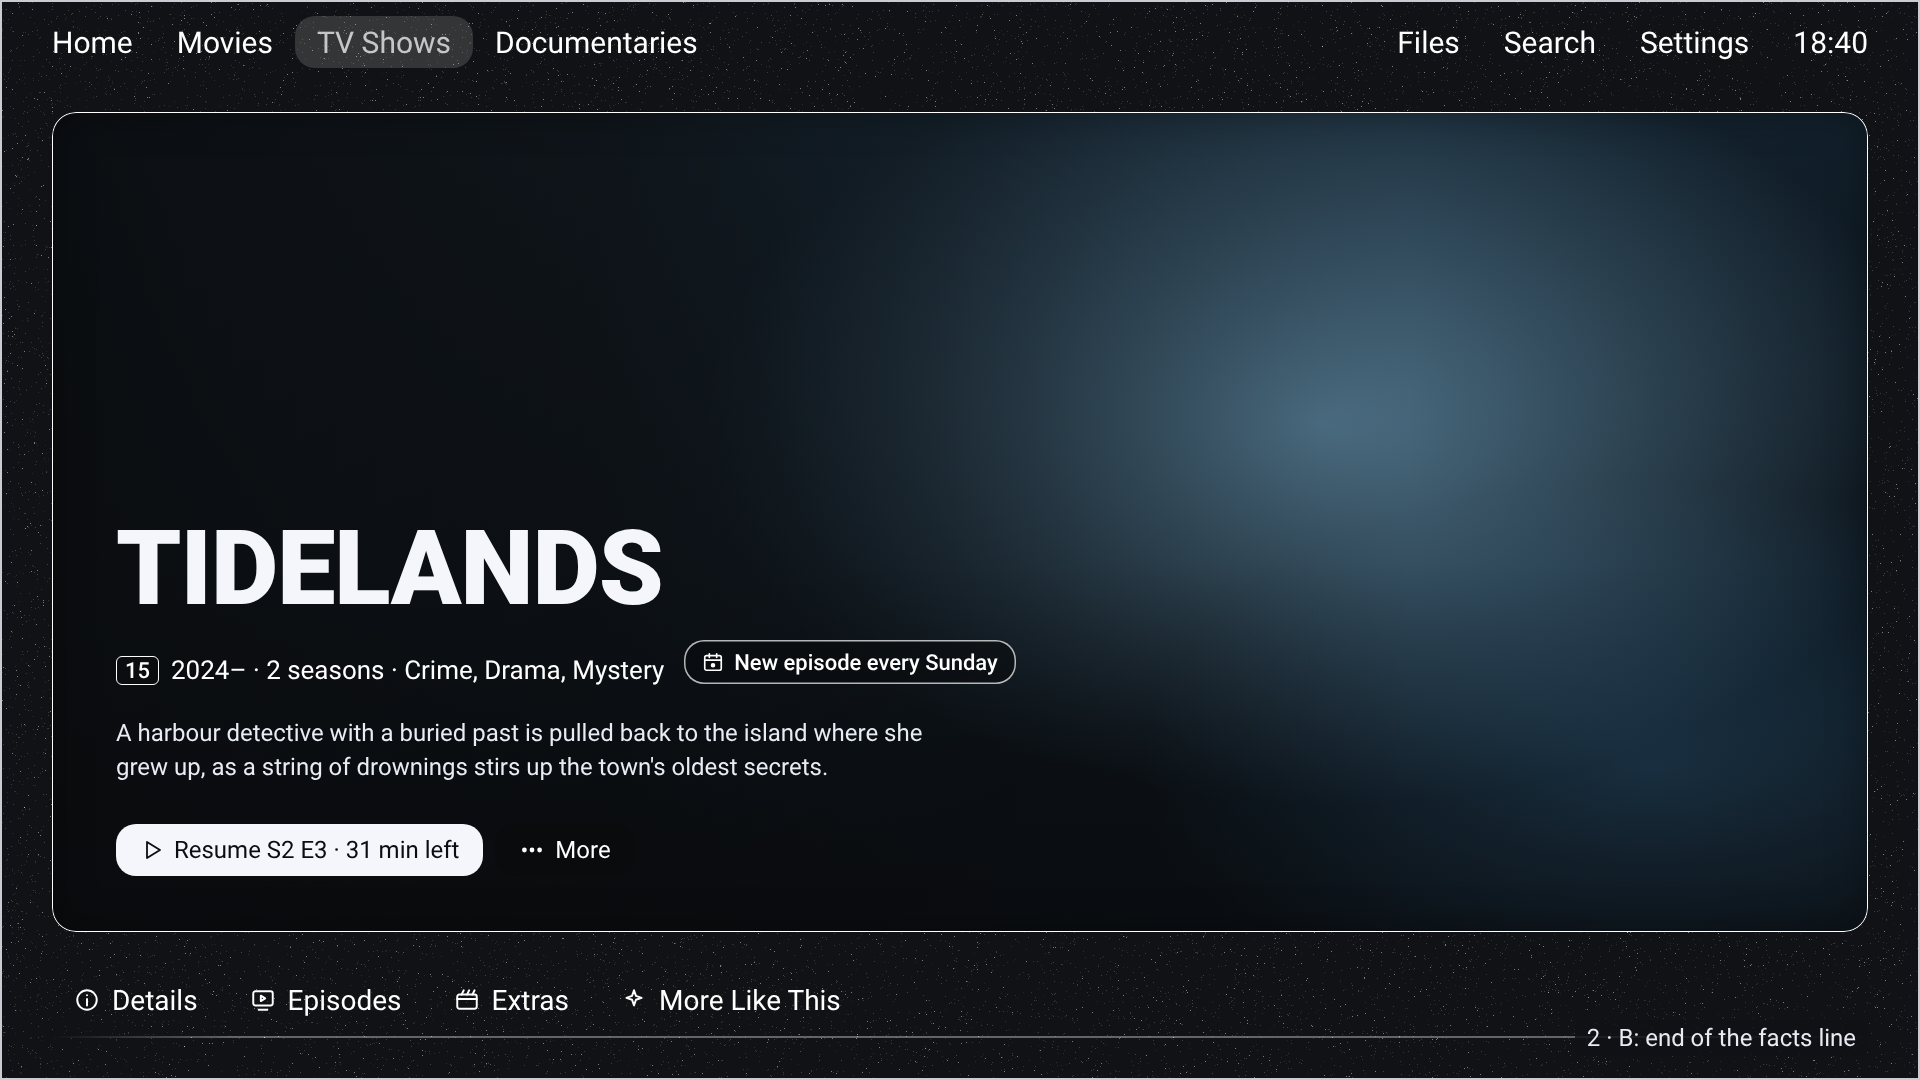 Home Movies TV Shows Documentaries Files Search Settings 18:40
TIDELANDS
15 2024– · 2 seasons · Crime, Drama, Mystery New episode every Sunday
A harbour detective with a buried past is pulled back to the island where she
grew up, as a string of drownings stirs up the town's oldest secrets.
Resume S2 E3 · 31 min left More
Details Episodes Extras More Like This
2 · B: end of the facts line